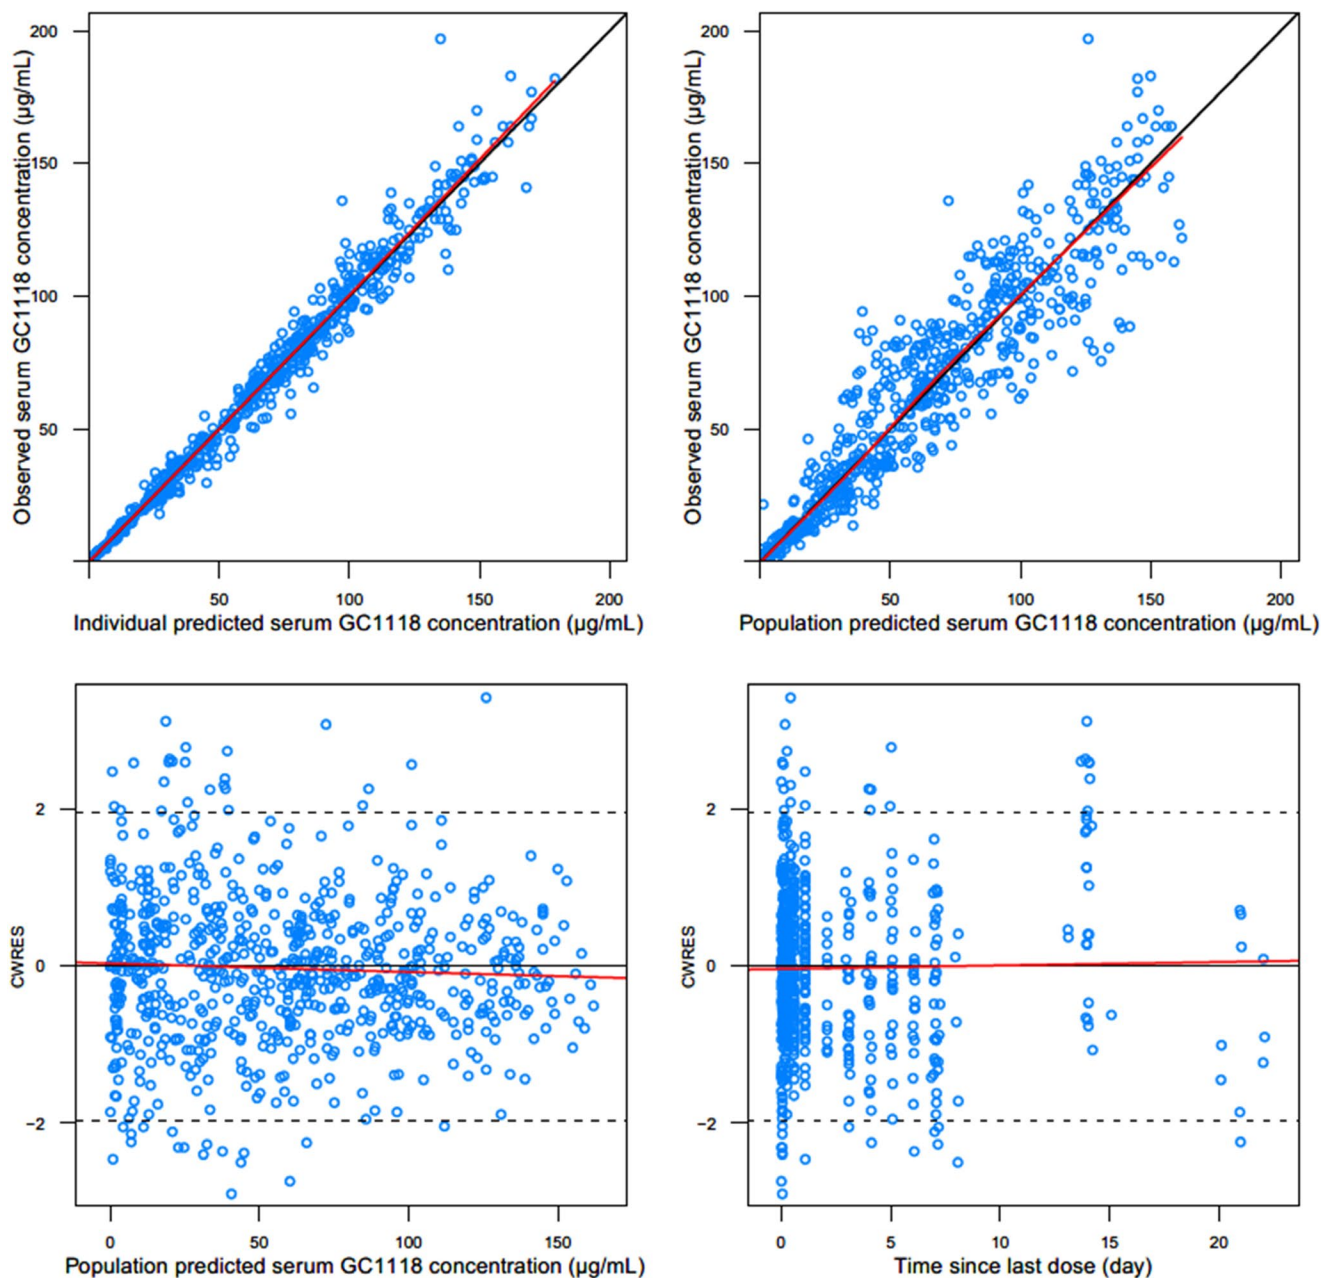 200
150
100
50
Observed serum GC1118 concentration (µg/mL)
50 100 150 200
Individual predicted serum GC1118 concentration (µg/mL)
200
150
100
50
Observed serum GC1118 concentration (µg/mL)
50 100 150 200
Population predicted serum GC1118 concentration (µg/mL)
2
0
−2
CWRES
0 50 100 150
Population predicted serum GC1118 concentration (µg/mL)
2
0
−2
CWRES
0 5 10 15 20
Time since last dose (day)